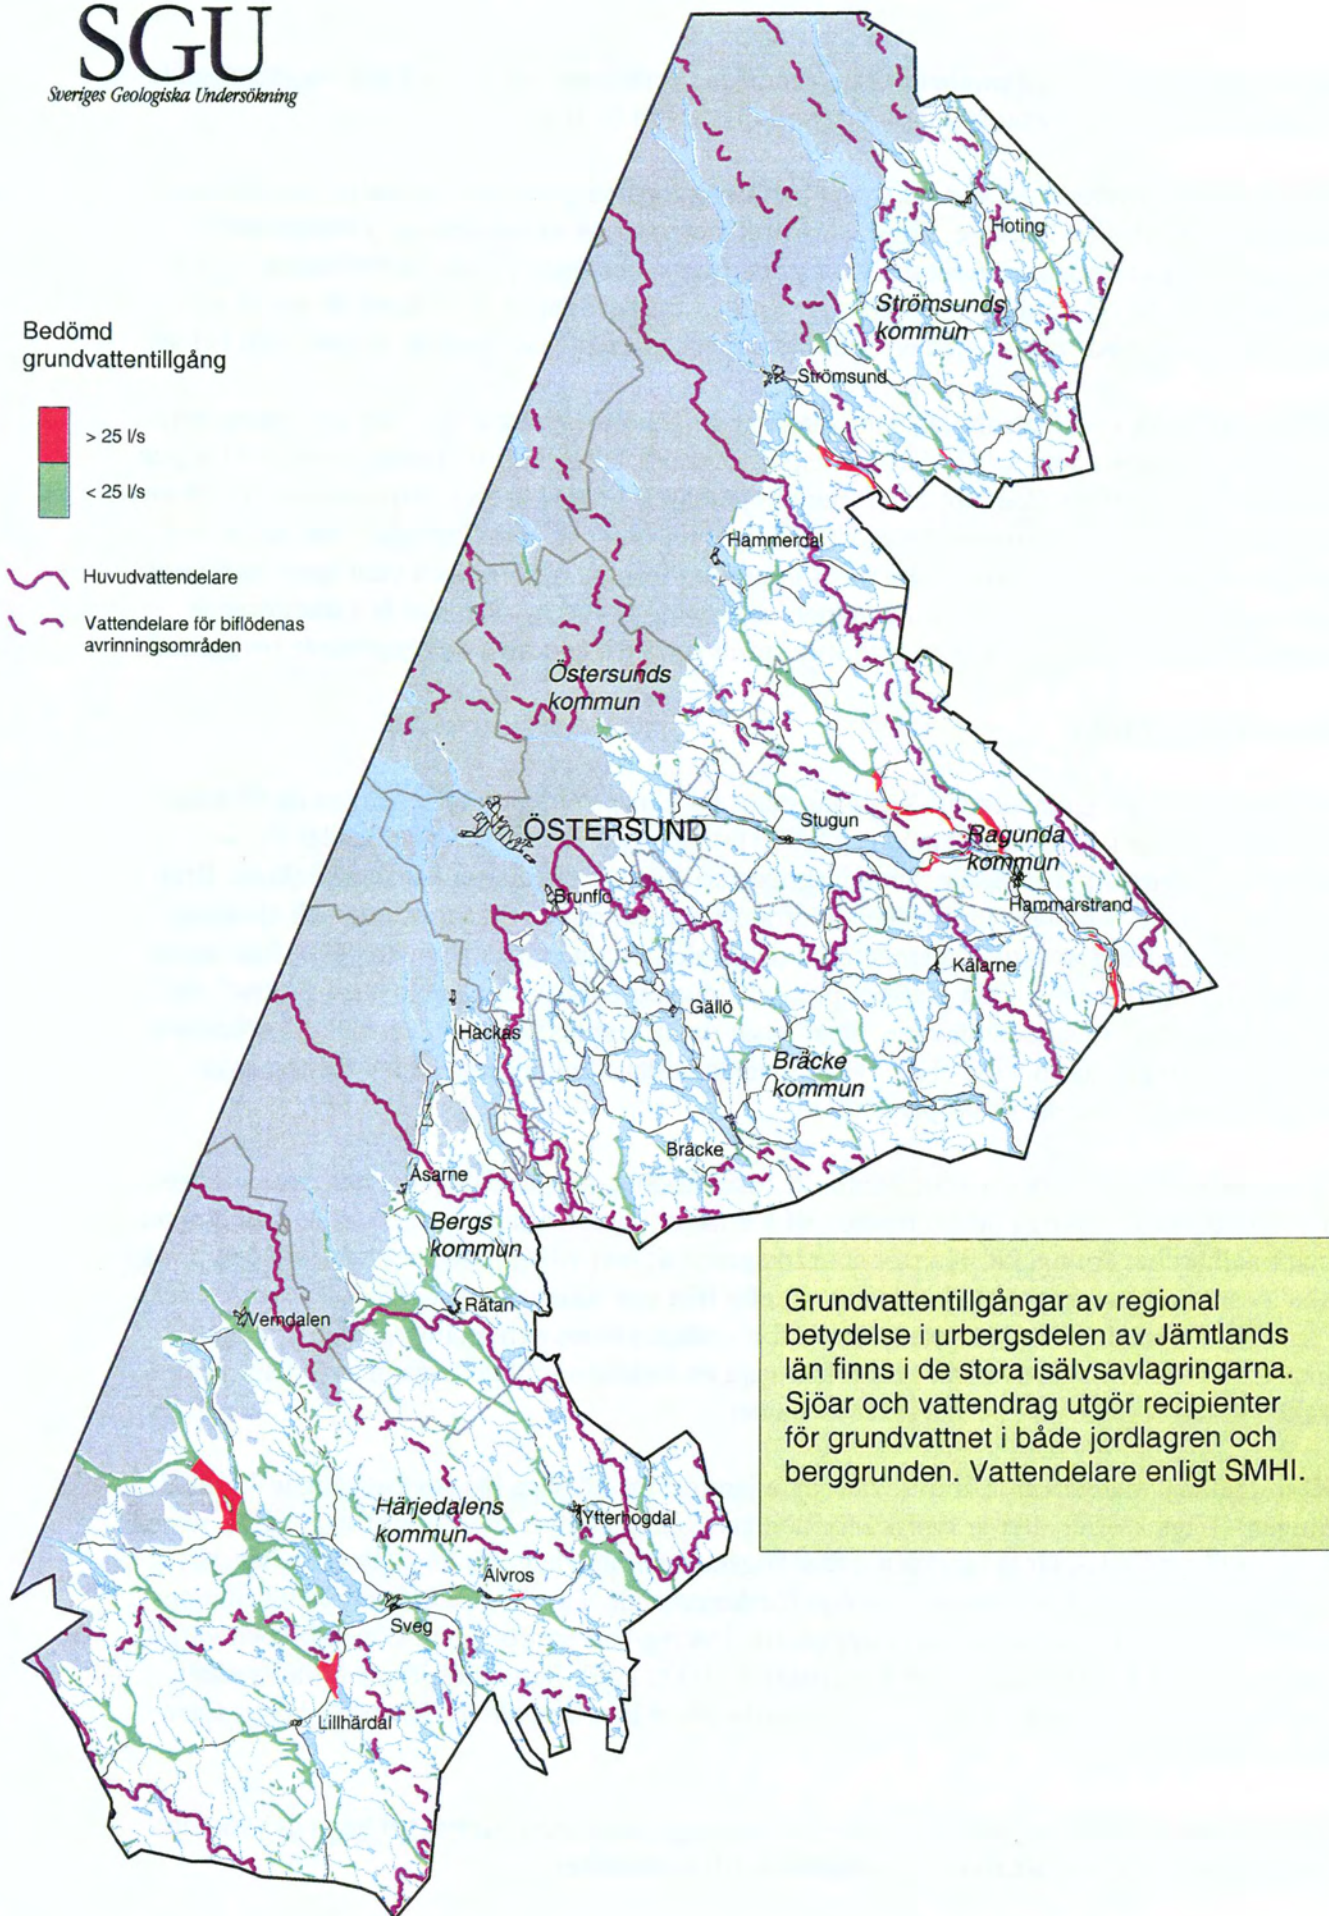 SGU
Sveriges Geologiska Undersökning
Bedömd
grundvattentillgång
> 25 l/s
< 25 l/s
Huvudvattendelare
Vattendelare för biflödenas
avrinningsområden
Hoting
Strömsunds
kommun
Strömsund
Hammerdal
Östersunds
kommun
ÖSTERSUND
Stugun
Ragunda
kommun
Brunflo
Hammarstrand
Kälarne
Gällö
Hackås
Bräcke
kommun
Bräcke
Åsarne
Bergs
kommun
Rätan
Vemdalen
Grundvattentillgångar av regional
betydelse i urbergsdelen av Jämtlands
län finns i de stora isälvsavlagringarna.
Sjöar och vattendrag utgör recipienter
för grundvattnet i både jordlagren och
berggrunden. Vattendelare enligt SMHI.
Härjedalens
kommun
Ytterhogdal
Älvros
Sveg
Lillhärdal